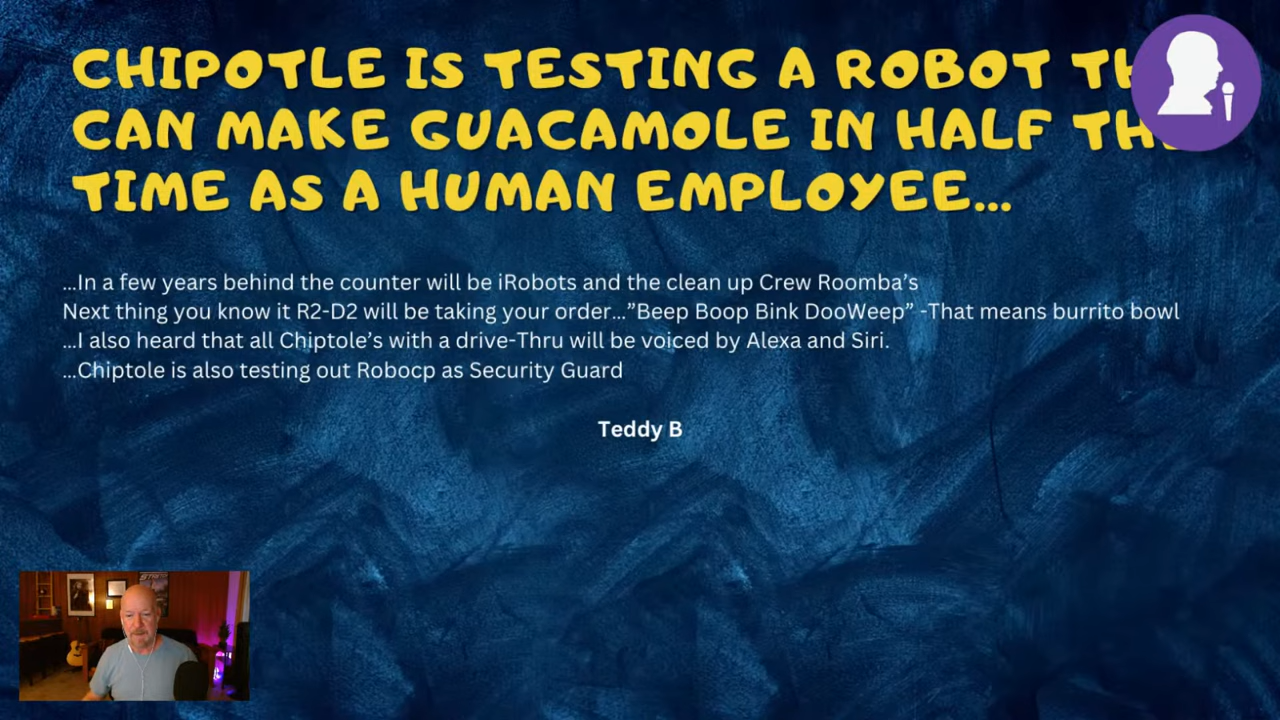 CHIPOTLE IS TESTING A ROBOT
CAN MAKE GUACAMOLE IN HALF
TIME AS A HUMAN EMPLOYEE...
...In a few years behind the counter will be iRobots and the clean up Crew Roomba's
Next thing you know it R2-D2 will be taking your order..."Beep Boop Bink DooWeep" -That means burrito bowl
...I also heard that all Chiptole's with a drive-Thru will be voiced by Alexa and Siri.
...Chiptole is also testing out Robocp as Security Guard
Teddy B